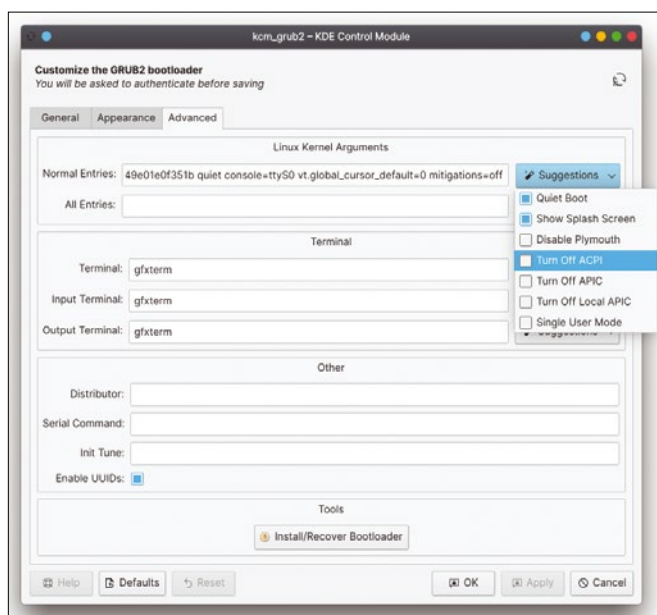 kcm_grub2 – KDE Control Module
Customize the GRUB2 bootloader
You will be asked to authenticate before saving
General Appearance Advanced
Linux Kernel Arguments
Normal Entries: 49e01e0f351b quiet console=ttyS0 vt.global_cursor_default=0 mitigations=off Suggestions
All Entries:
Quiet Boot
Show Splash Screen
Disable Plymouth
Turn Off ACPI
Turn Off APIC
Turn Off Local APIC
Single User Mode
Terminal
Terminal: gfxterm
Input Terminal: gfxterm
Output Terminal: gfxterm
Other
Distributor:
Serial Command:
Init Tune:
Enable UUIDs:
Tools
Install/Recover Bootloader
Help Defaults Reset OK Apply Cancel